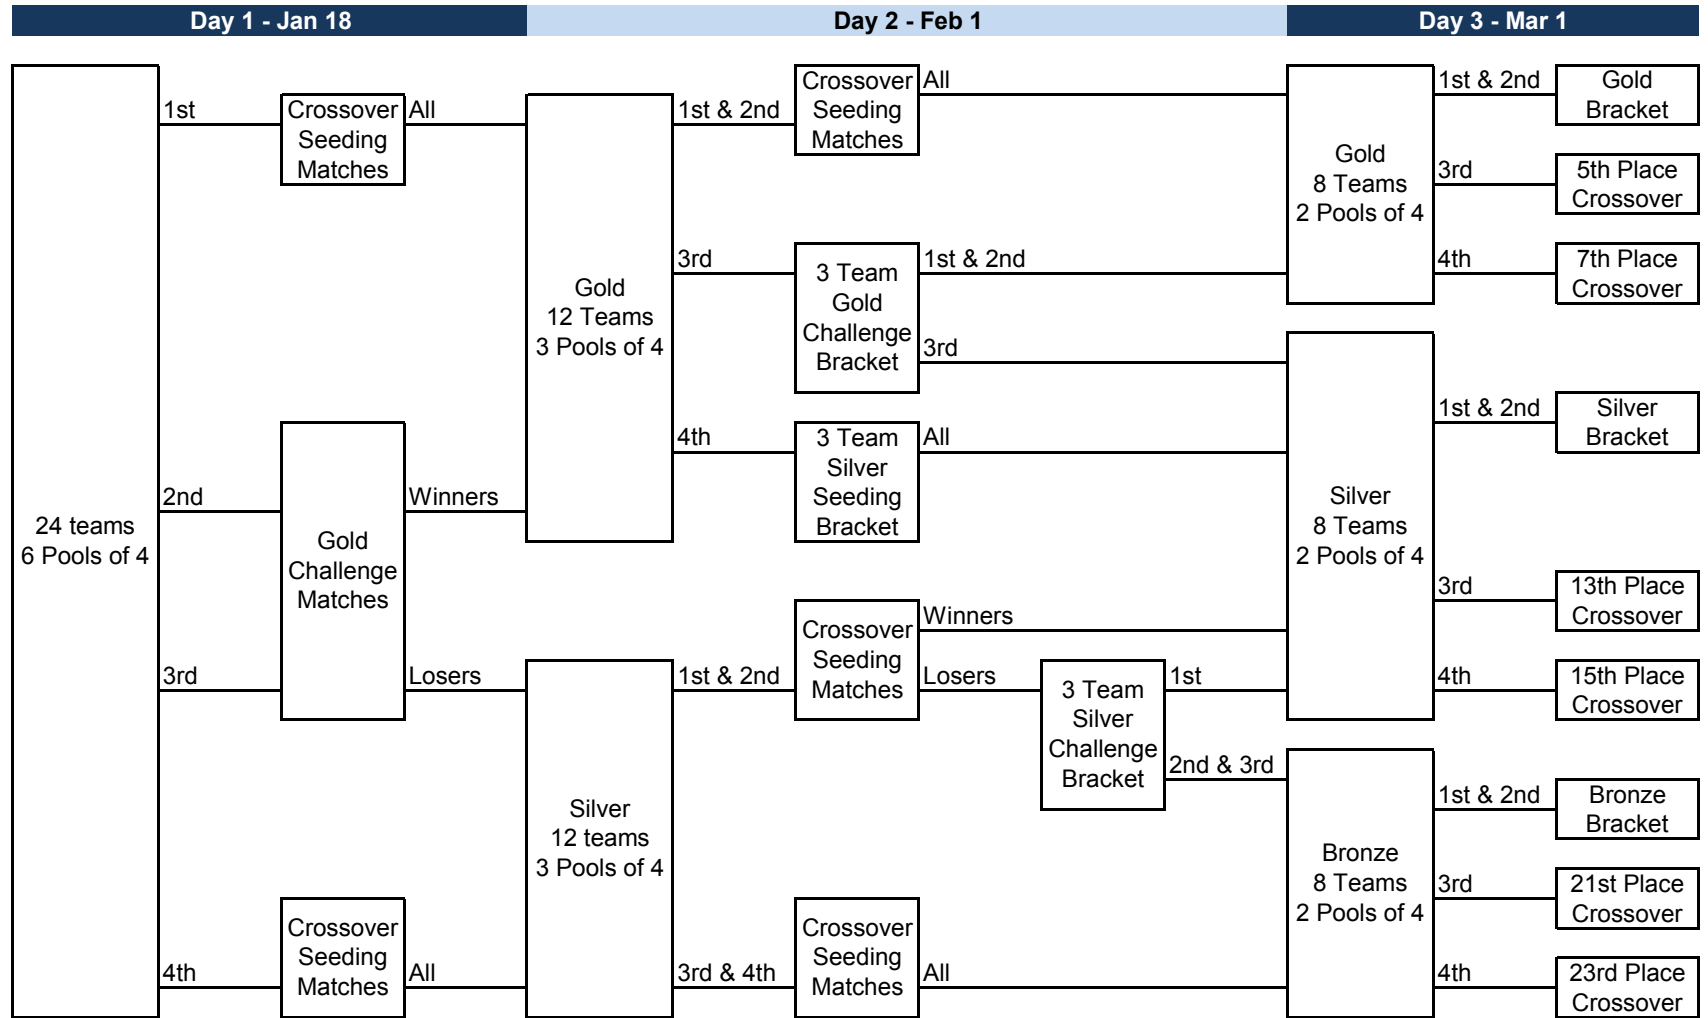 Day 1 - Jan 18
Day 2 - Feb 1
Day 3 - Mar 1
24 teams
6 Pools of 4
1st
2nd
3rd
4th
Crossover
Seeding
Matches
All
Gold
Challenge
Matches
Winners
Losers
Crossover
Seeding
Matches
All
Gold
12 Teams
3 Pools of 4
1st & 2nd
3rd
4th
Silver
12 teams
3 Pools of 4
1st & 2nd
3rd & 4th
Crossover
Seeding
Matches
All
3 Team
Gold
Challenge
Bracket
1st & 2nd
3rd
3 Team
Silver
Seeding
Bracket
All
Crossover
Seeding
Matches
Winners
Losers
3 Team
Silver
Challenge
Bracket
1st
2nd & 3rd
Crossover
Seeding
Matches
All
Gold
8 Teams
2 Pools of 4
1st & 2nd
Gold
Bracket
3rd
5th Place
Crossover
4th
7th Place
Crossover
Silver
8 Teams
2 Pools of 4
1st & 2nd
Silver
Bracket
3rd
13th Place
Crossover
4th
15th Place
Crossover
Bronze
8 Teams
2 Pools of 4
1st & 2nd
Bronze
Bracket
3rd
21st Place
Crossover
4th
23rd Place
Crossover